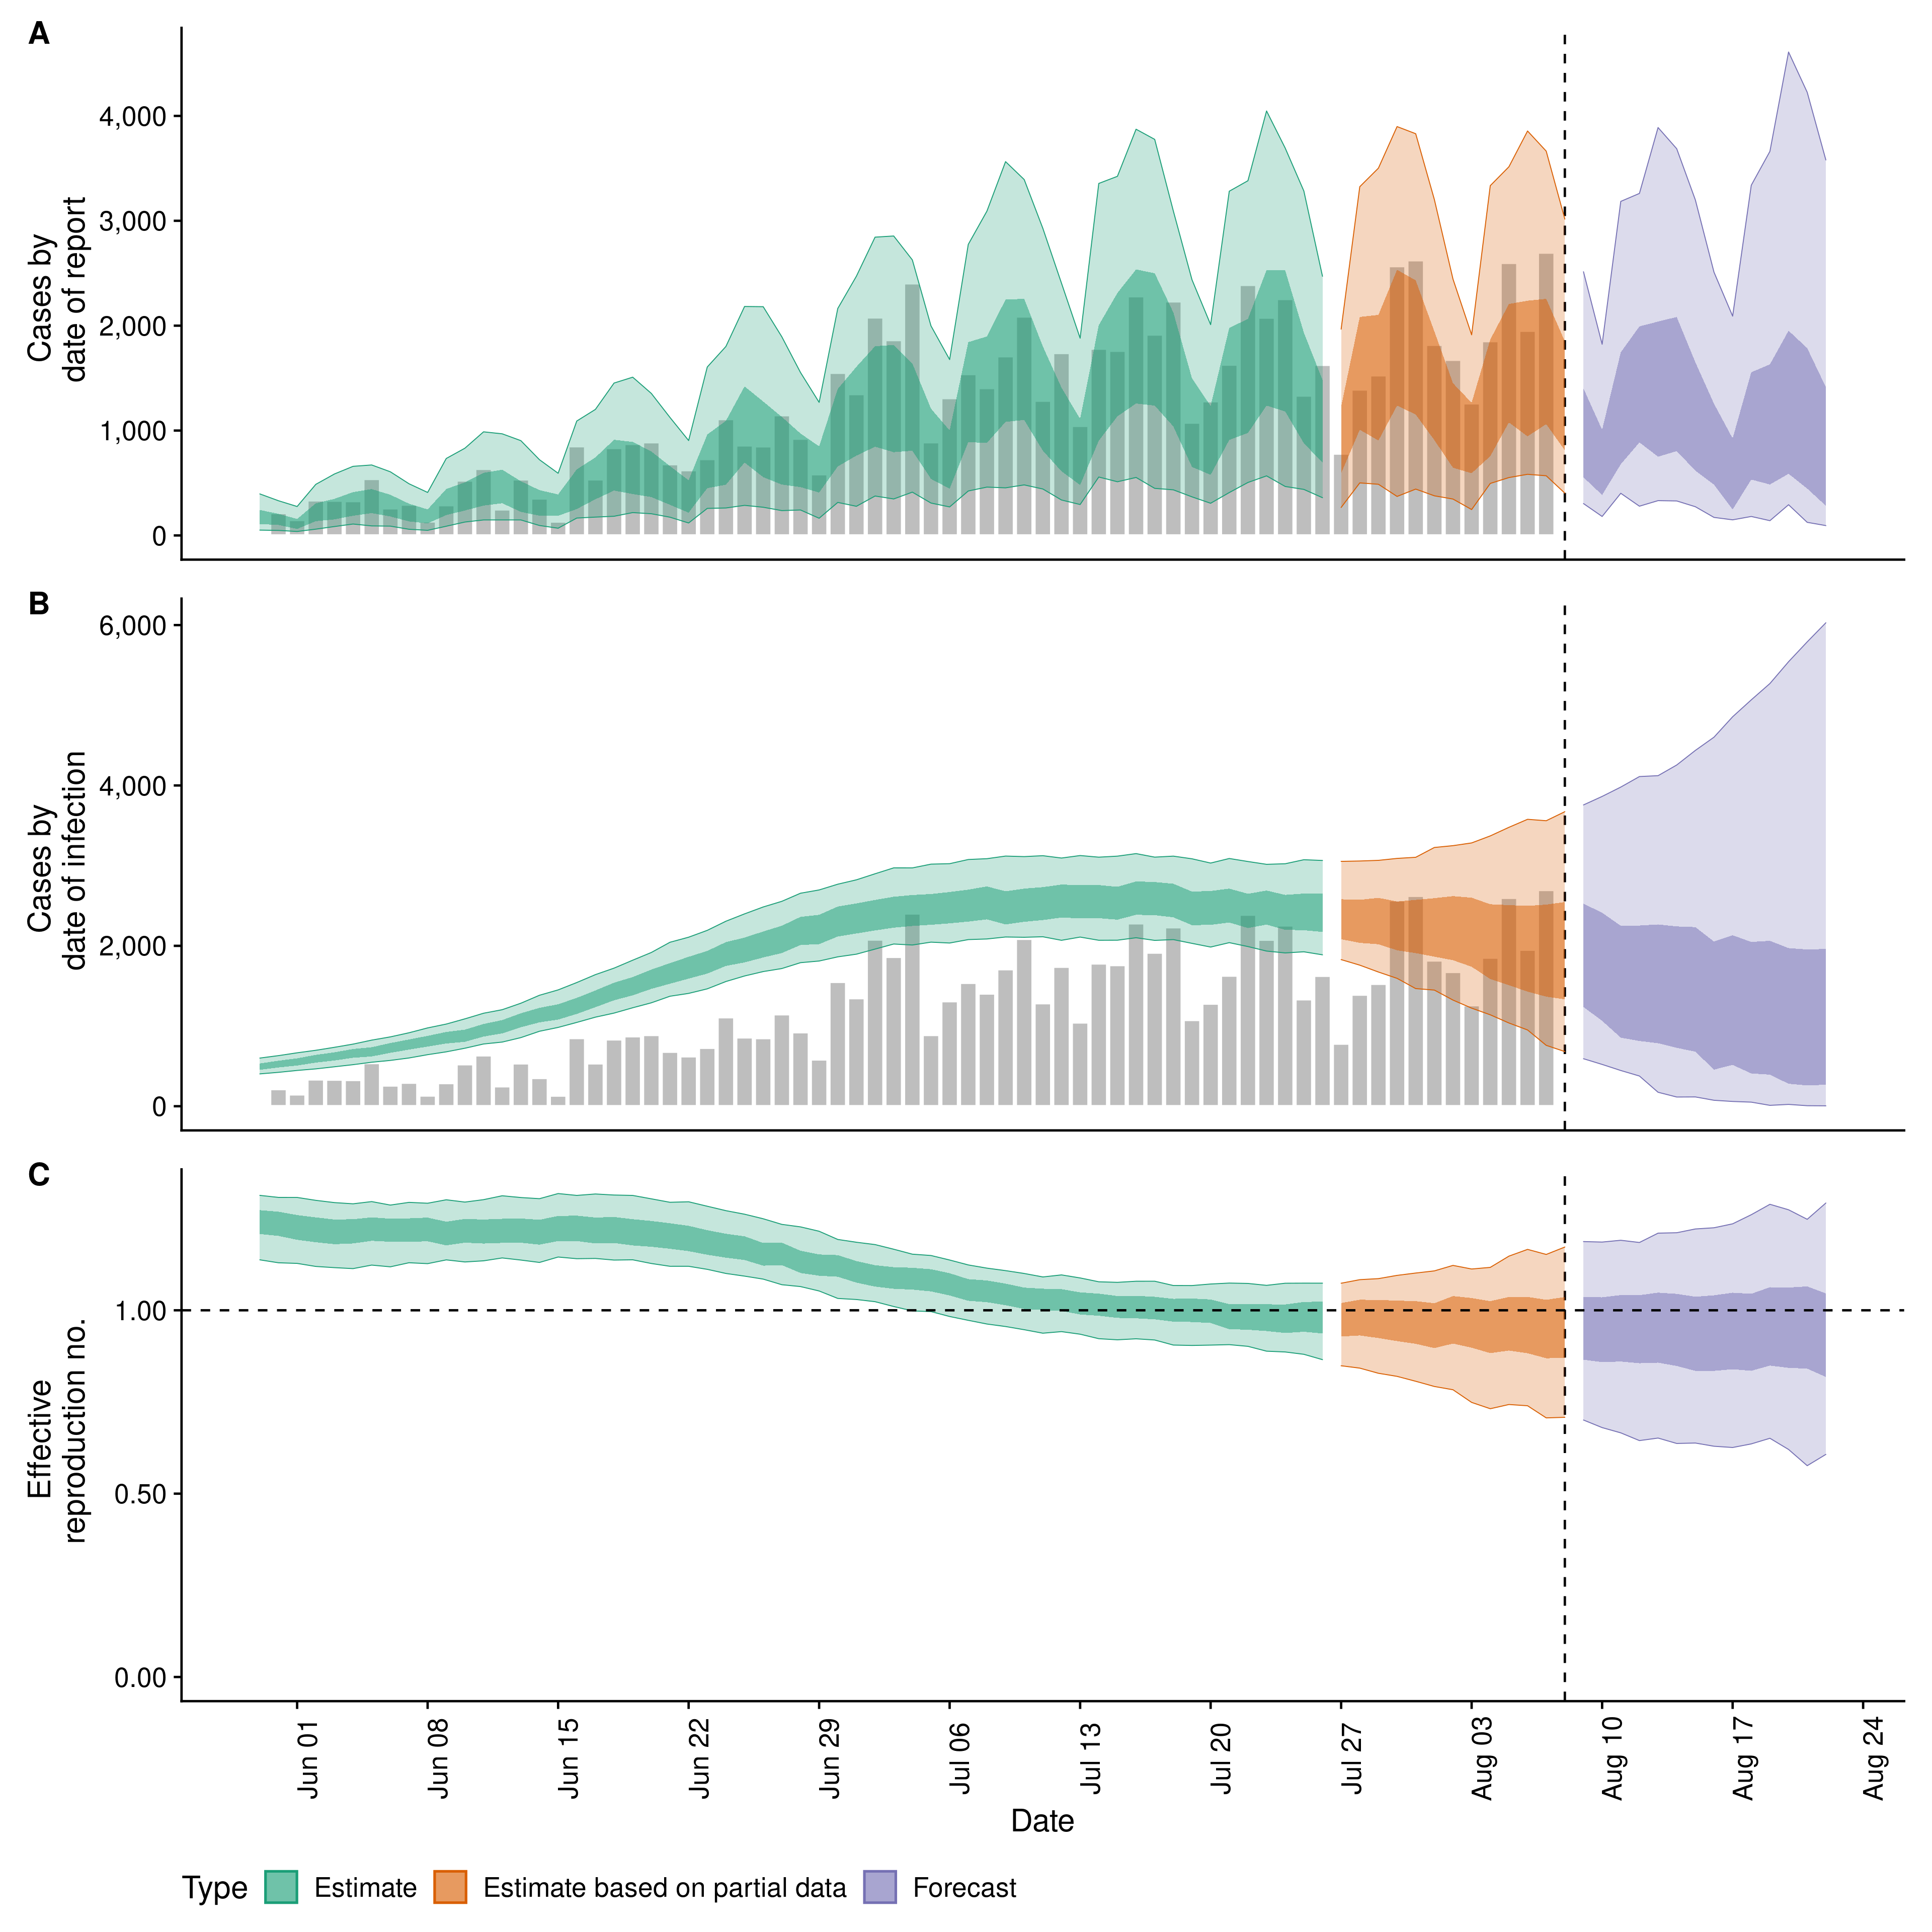 A
Cases by
date of report
4,000
3,000
2,000
1,000
0
B
Cases by
date of infection
6,000
4,000
2,000
0
C
Effective
reproduction no.
1.00
0.50
0.00
Jun 01
Jun 08
Jun 15
Jun 22
Jun 29
Jul 06
Jul 13
Jul 20
Jul 27
Aug 03
Aug 10
Aug 17
Aug 24
Date
Type Estimate Estimate based on partial data Forecast